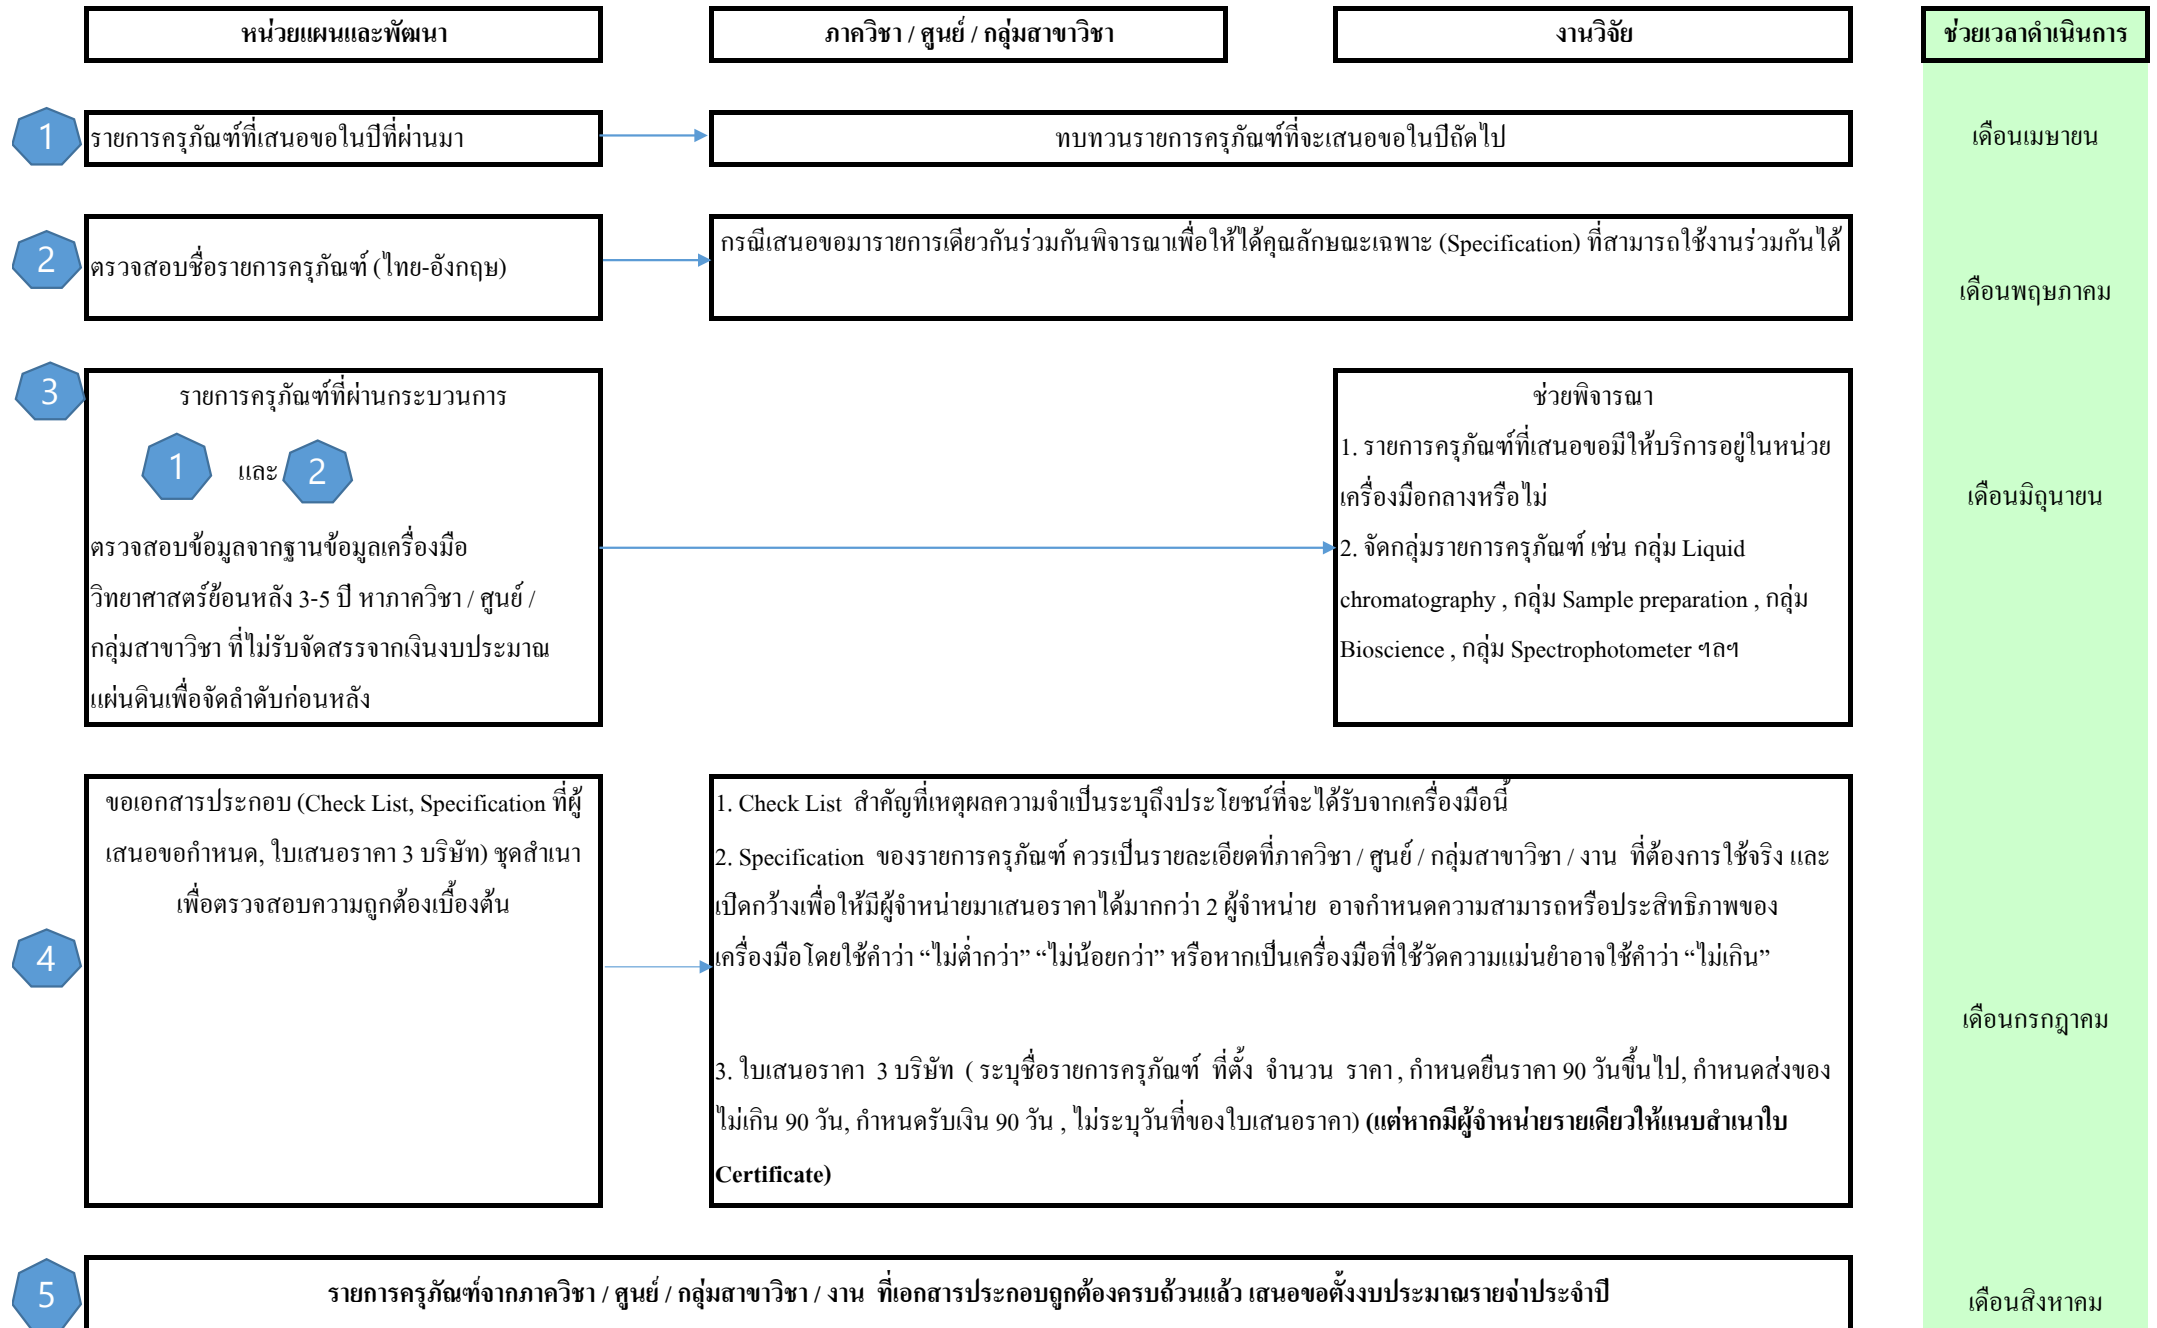 หน่วยแผนและพัฒนา
ภาควิชา / ศูนย์ / กลุ่มสาขาวิชา
งานวิจัย
ช่วยเวลาดำเนินการ
1
รายการครุภัณฑ์ที่เสนอขอในปีที่ผ่านมา
ทบทวนรายการครุภัณฑ์ที่จะเสนอขอในปีถัดไป
เดือนเมษายน
2
ตรวจสอบชื่อรายการครุภัณฑ์ (ไทย-อังกฤษ)
กรณีเสนอขอมารายการเดียวกันร่วมกันพิจารณาเพื่อให้ได้คุณลักษณะเฉพาะ (Specification) ที่สามารถใช้งานร่วมกันได้
เดือนพฤษภาคม
3
รายการครุภัณฑ์ที่ผ่านกระบวนการ
1 และ 2
ตรวจสอบข้อมูลจากฐานข้อมูลเครื่องมือ
วิทยาศาสตร์ย้อนหลัง 3-5 ปี หาภาควิชา / ศูนย์ /
กลุ่มสาขาวิชา ที่ไม่รับจัดสรรจากเงินงบประมาณ
แผ่นดินเพื่อจัดลำดับก่อนหลัง
ช่วยพิจารณา
1. รายการครุภัณฑ์ที่เสนอขอมีให้บริการอยู่ในหน่วย
เครื่องมือกลางหรือไม่
2. จัดกลุ่มรายการครุภัณฑ์ เช่น กลุ่ม Liquid
chromatography , กลุ่ม Sample preparation , กลุ่ม
Bioscience , กลุ่ม Spectrophotometer ฯลฯ
เดือนมิถุนายน
4
ขอเอกสารประกอบ (Check List, Specification ที่ผู้
เสนอขอกำหนด, ใบเสนอราคา 3 บริษัท) ชุดสำเนา
เพื่อตรวจสอบความถูกต้องเบื้องต้น
1. Check List สำคัญที่เหตุผลความจำเป็นระบุถึงประโยชน์ที่จะได้รับจากเครื่องมือนี้
2. Specification ของรายการครุภัณฑ์ ควรเป็นรายละเอียดที่ภาควิชา / ศูนย์ / กลุ่มสาขาวิชา / งาน ที่ต้องการใช้จริง และ
เปิดกว้างเพื่อให้มีผู้จำหน่ายมาเสนอราคาได้มากกว่า 2 ผู้จำหน่าย อาจกำหนดความสามารถหรือประสิทธิภาพของ
เครื่องมือโดยใช้คำว่า “ไม่ต่ำกว่า” “ไม่น้อยกว่า” หรือหากเป็นเครื่องมือที่ใช้วัดความแม่นยำอาจใช้คำว่า “ไม่เกิน”
3. ใบเสนอราคา 3 บริษัท ( ระบุชื่อรายการครุภัณฑ์ ที่ตั้ง จำนวน ราคา , กำหนดยืนราคา 90 วันขึ้นไป, กำหนดส่งของ
ไม่เกิน 90 วัน, กำหนดรับเงิน 90 วัน , ไม่ระบุวันที่ของใบเสนอราคา) (แต่หากมีผู้จำหน่ายรายเดียวให้แนบสำเนาใบ
Certificate)
เดือนกรกฎาคม
5
รายการครุภัณฑ์จากภาควิชา / ศูนย์ / กลุ่มสาขาวิชา / งาน ที่เอกสารประกอบถูกต้องครบถ้วนแล้ว เสนอขอตั้งงบประมาณรายจ่าประจำปี
เดือนสิงหาคม